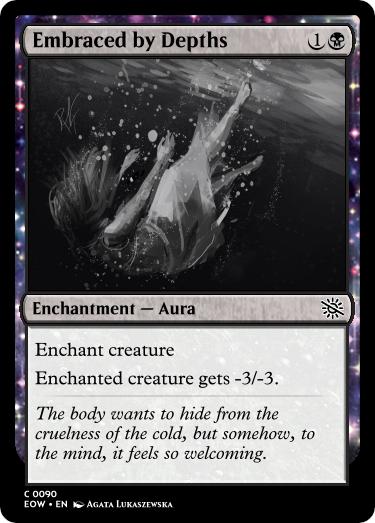 Embraced by Depths 1
Enchantment — Aura
Enchant creature
Enchanted creature gets -3/-3.
The body wants to hide from the
cruelness of the cold, but somehow, to
the mind, it feels so welcoming.
C 0090
EOW • EN Agata Lukaszewska